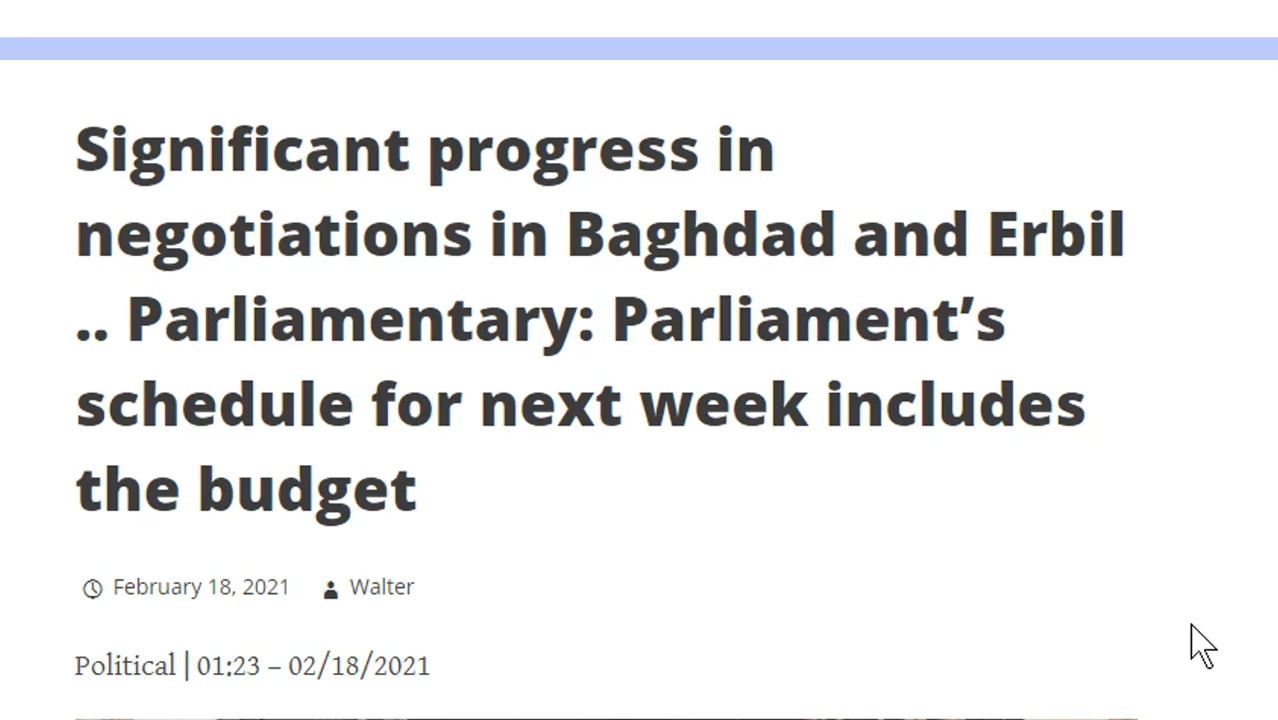 Significant progress in
negotiations in Baghdad and Erbil
.. Parliamentary: Parliament’s
schedule for next week includes
the budget
February 18, 2021 Walter
Political | 01:23 – 02/18/2021